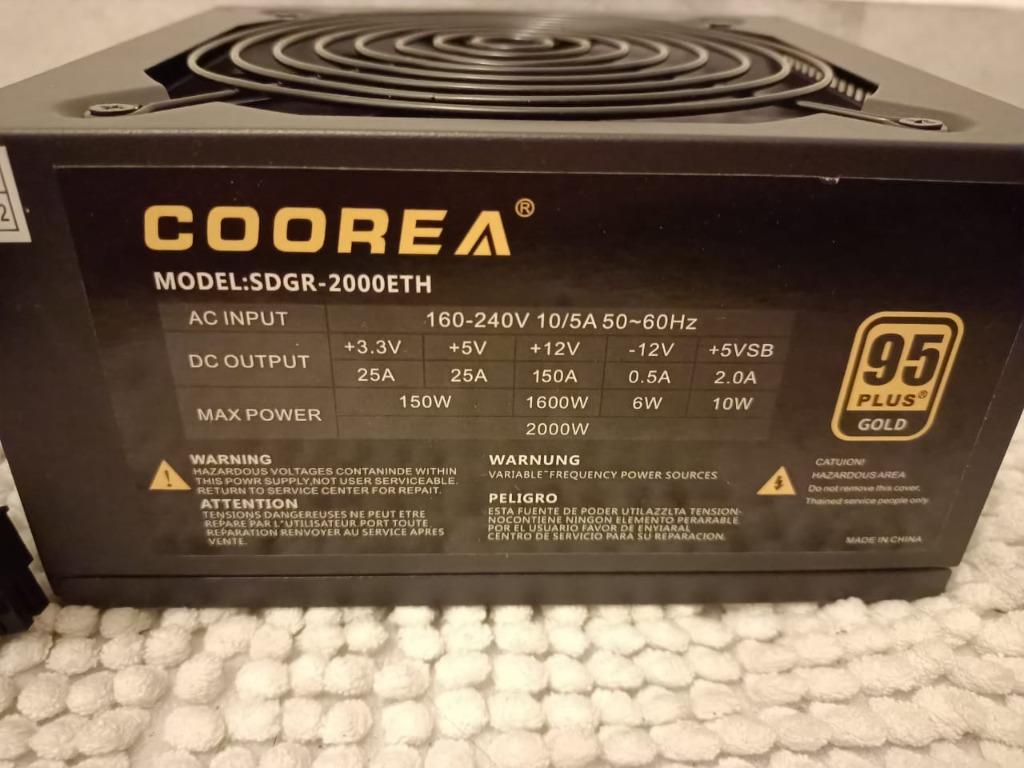 COOREA®
MODEL:SDGR-2000ETH
AC INPUT 160-240V 10/5A 50~60Hz
DC OUTPUT +3.3V +5V +12V -12V +5VSB
25A 25A 150A 0.5A 2.0A
MAX POWER 150W 1600W 6W 10W
2000W
95
PLUS®
GOLD
WARNING
HAZARDOUS VOLTAGES CONTANINDE WITHIN
THIS POWR SUPPLY,NOT USER SERVICEABLE.
RETURN TO SERVICE CENTER FOR REPAIT.
ATTENTION
TENSIONS DANGEREUSES NE PEUT ETRE
REPARE PAR L'UTILISATEUR.PORT TOUTE
REPARATION RENVOYER AU SERVICE APRES
VENTE.
WARNUNG
VARIABLE-FREQUENCY POWER SOURCES
PELIGRO
ESTA FUENTE DE PODER UTILAZZLTA TENSION-
NOCONTIENE NINGON ELEMENTO PERARABLE
POR EL USUARIO FAVOR DE ENYIARAL
CENTRO DE SERVICIO PARA SU REPARACION.
CATUION!
HAZARDOUS AREA
Do not remove this cover,
Thained service people only.
MADE IN CHINA
2